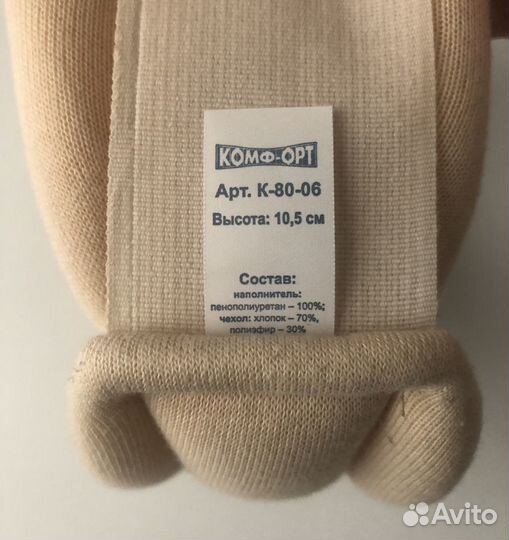 КОМФ-ОРТ
Арт. К-80-06
Высота: 10,5 см
Состав:
наполнитель:
пенополиуретан – 100%;
чехол: хлопок – 70%,
полиэфир – 30%
Avito